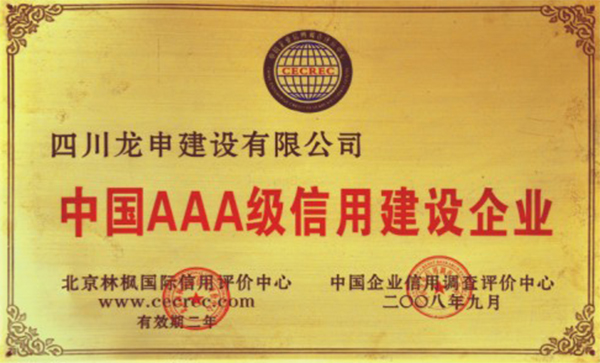 CECREC
四川龙申建设有限公司
中国AAA级信用建设企业
北京林枫国际信用评价中心
www.cecrec.com
有效期二年
中国企业信用调查评价中心
二〇〇八年九月